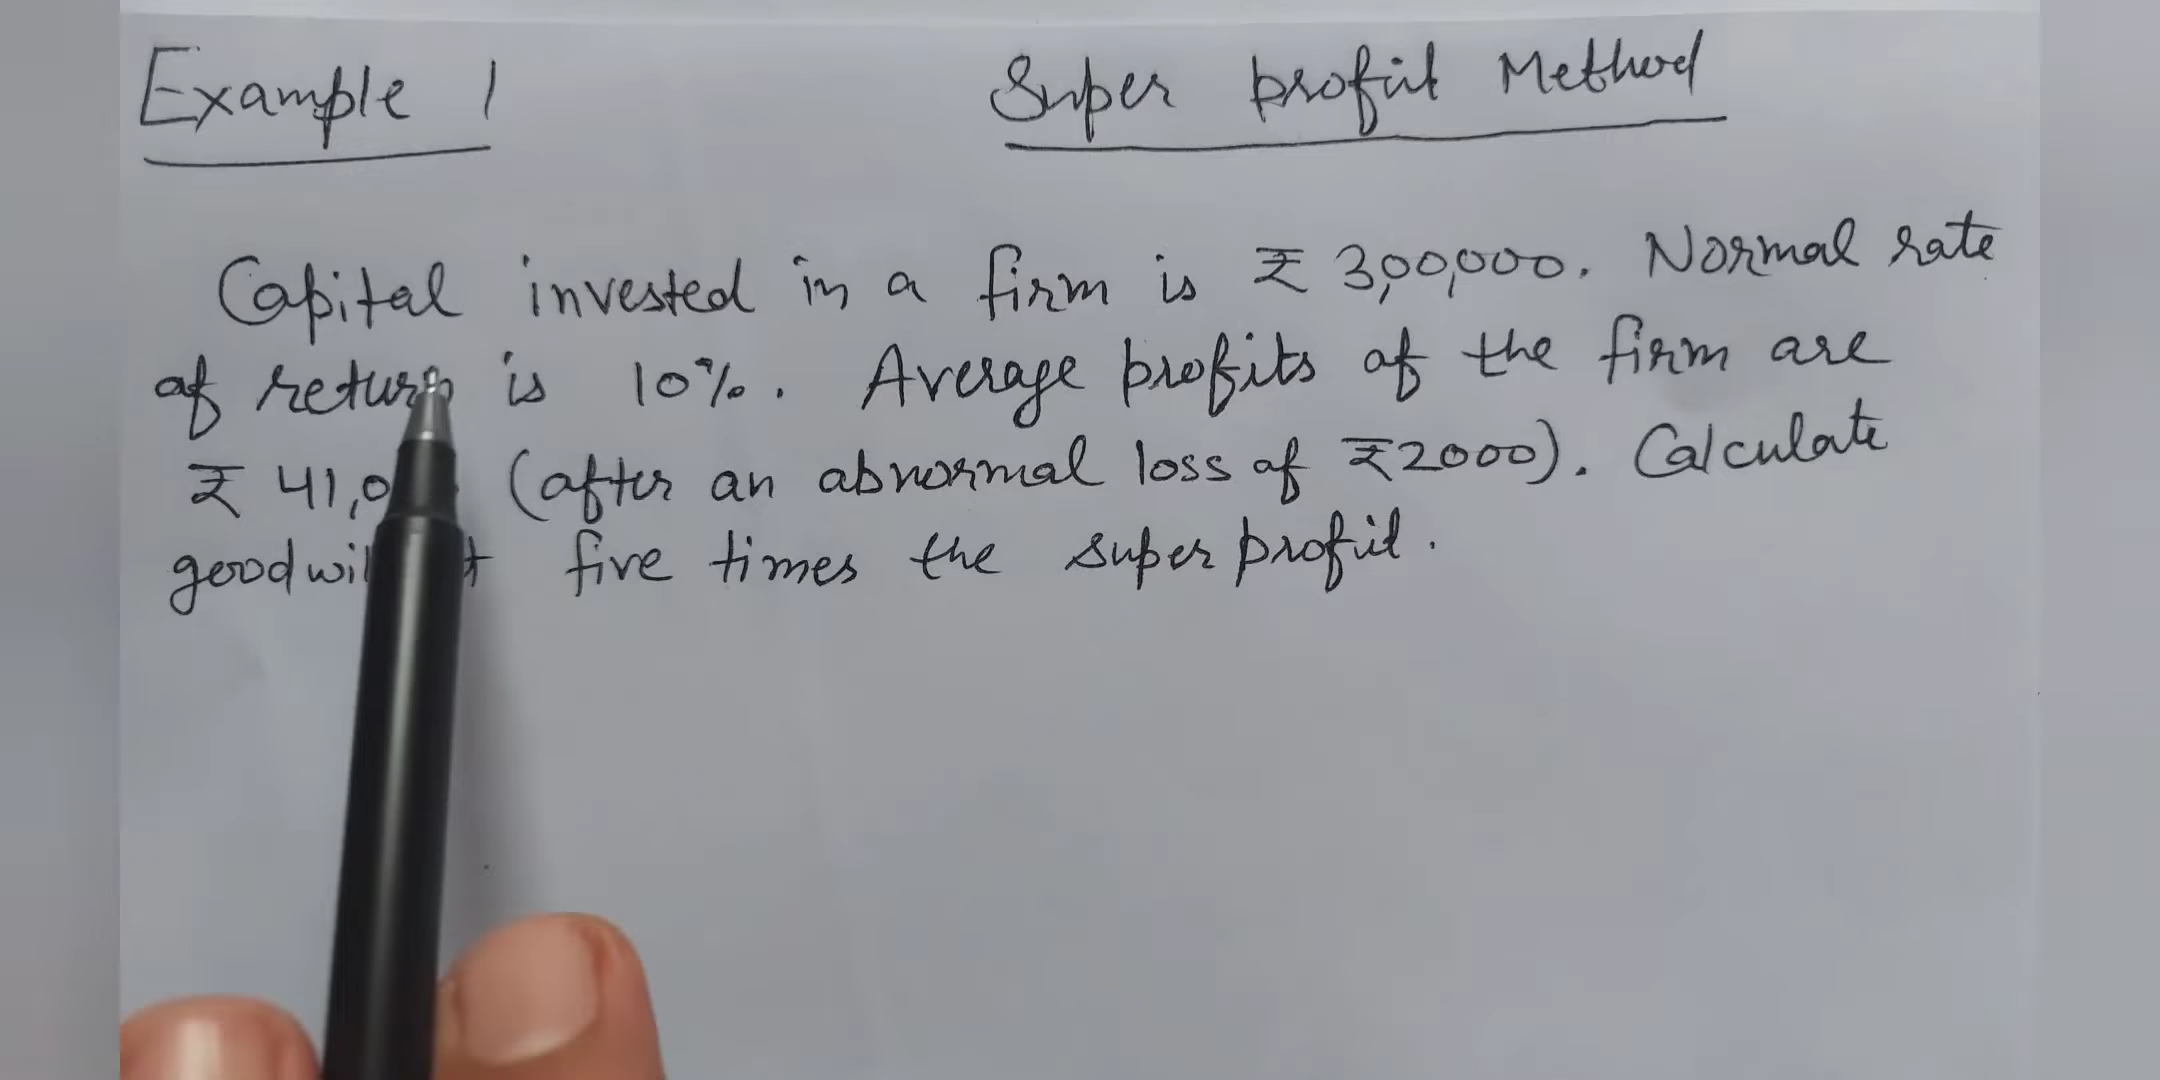 Example 1
Super profit Method
Capital invested in a firm is ₹ 3,00,000. Normal rate
of return is 10%. Average profits of the firm are
₹ 41,0 (after an abnormal loss of ₹2000). Calculate
five times the super profit.